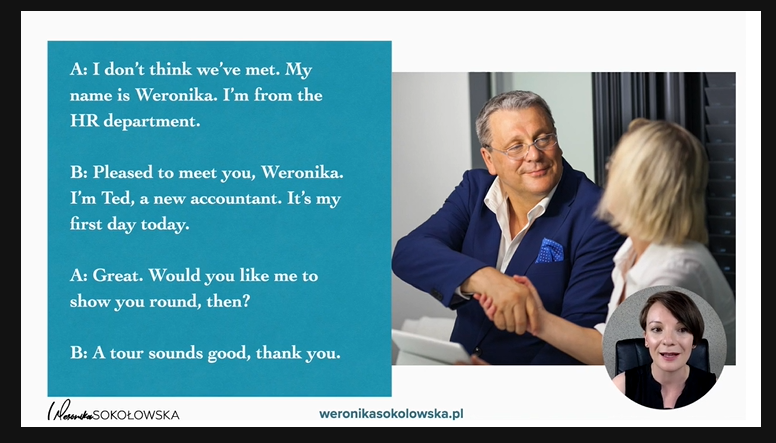 A: I don’t think we’ve met. My
name is Weronika. I’m from the
HR department.
B: Pleased to meet you, Weronika.
I’m Ted, a new accountant. It’s my
first day today.
A: Great. Would you like me to
show you round, then?
B: A tour sounds good, thank you.
Weronika SOKOŁOWSKA
weronikasokolowska.pl